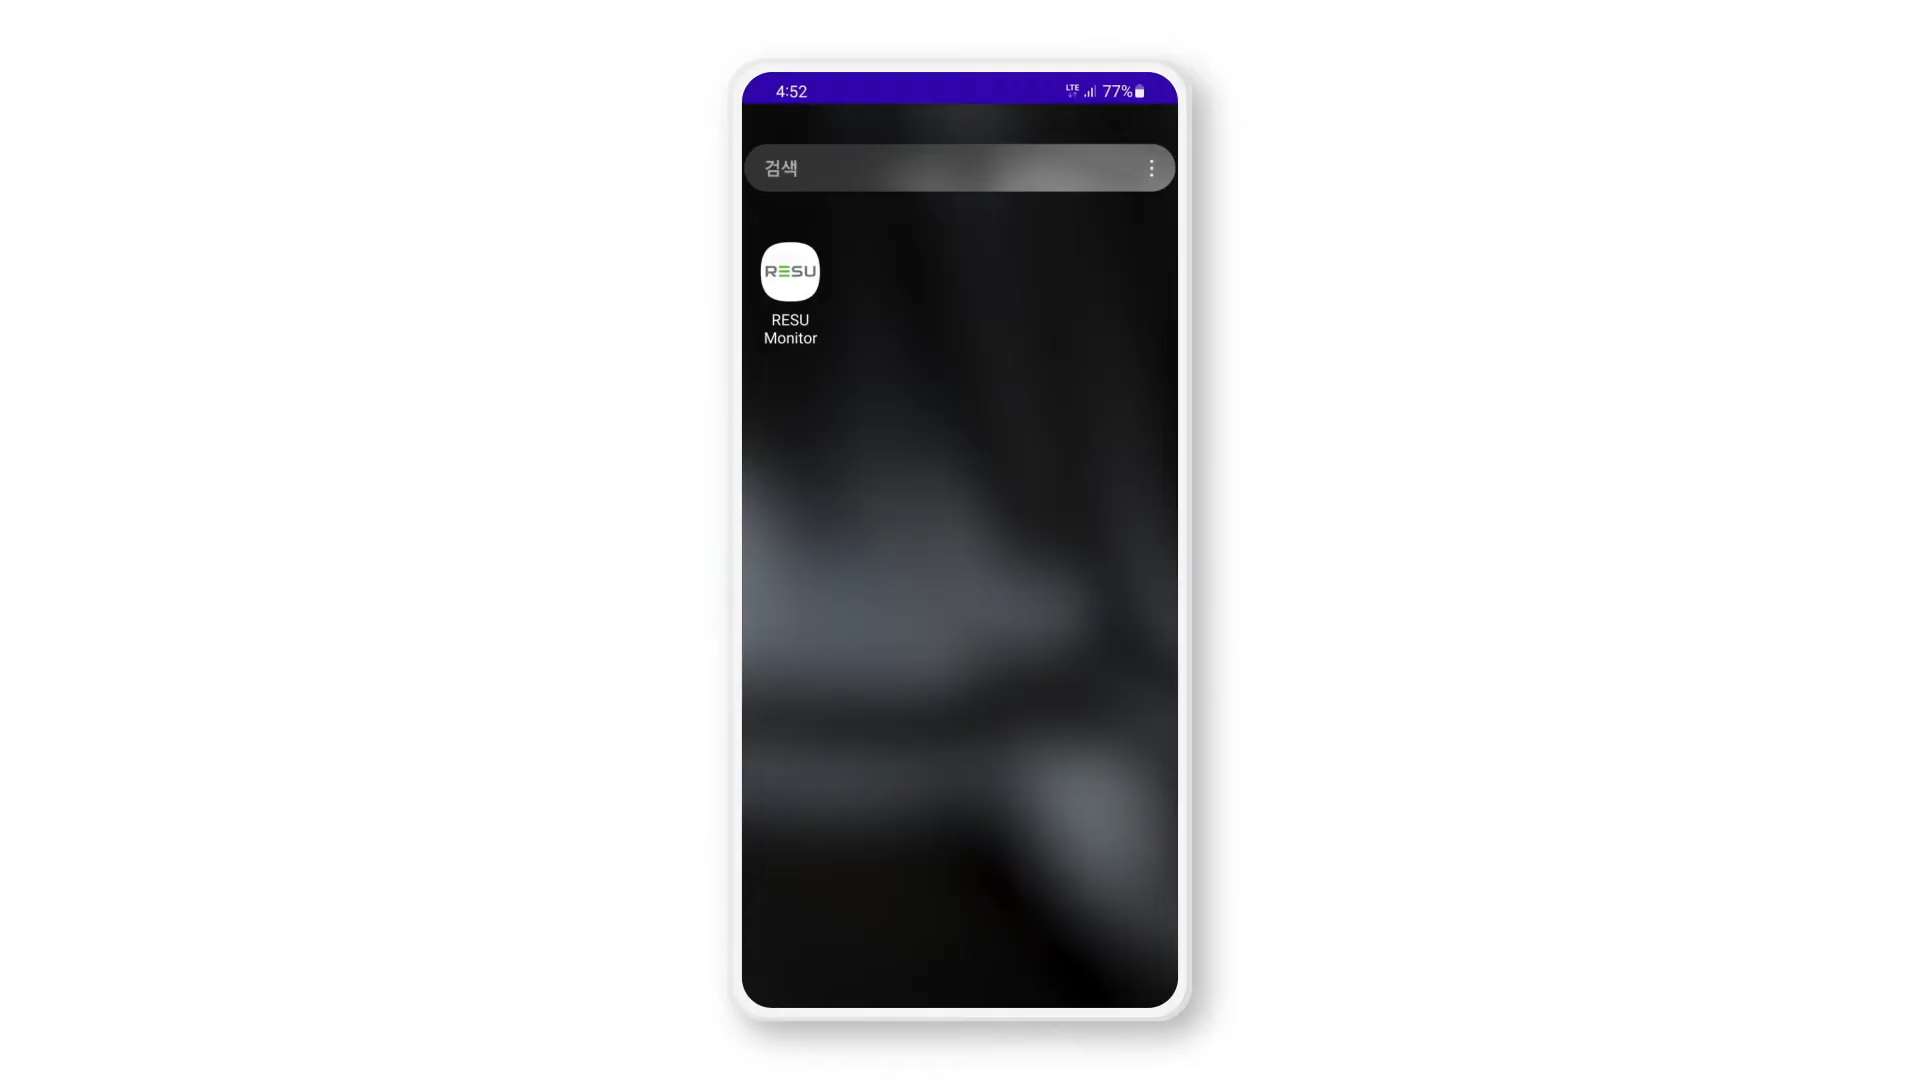 4:52
LTE 77%
검색
RESU
RESU
Monitor